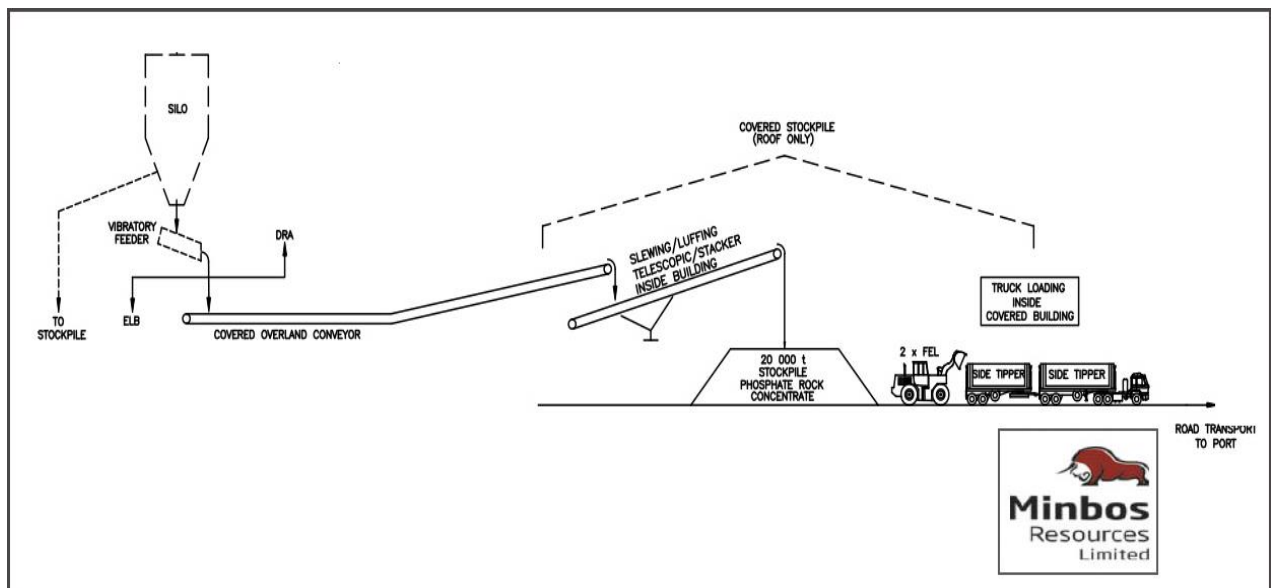 SILO
VIBRATORY
FEEDER
DRA
TO
STOCKPILE
ELB
COVERED OVERLAND CONVEYOR
COVERED STOCKPILE
(ROOF ONLY)
SLEWING/LUFFING
TELESCOPIC/STACKER
INSIDE BUILDING
TRUCK LOADING
INSIDE
COVERED BUILDING
20 000 t
STOCKPILE
PHOSPHATE ROCK
CONCENTRATE
2 x FEL
SIDE TIPPER
SIDE TIPPER
ROAD TRANSPORT
TO PORT
Minbos
Resources
Limited